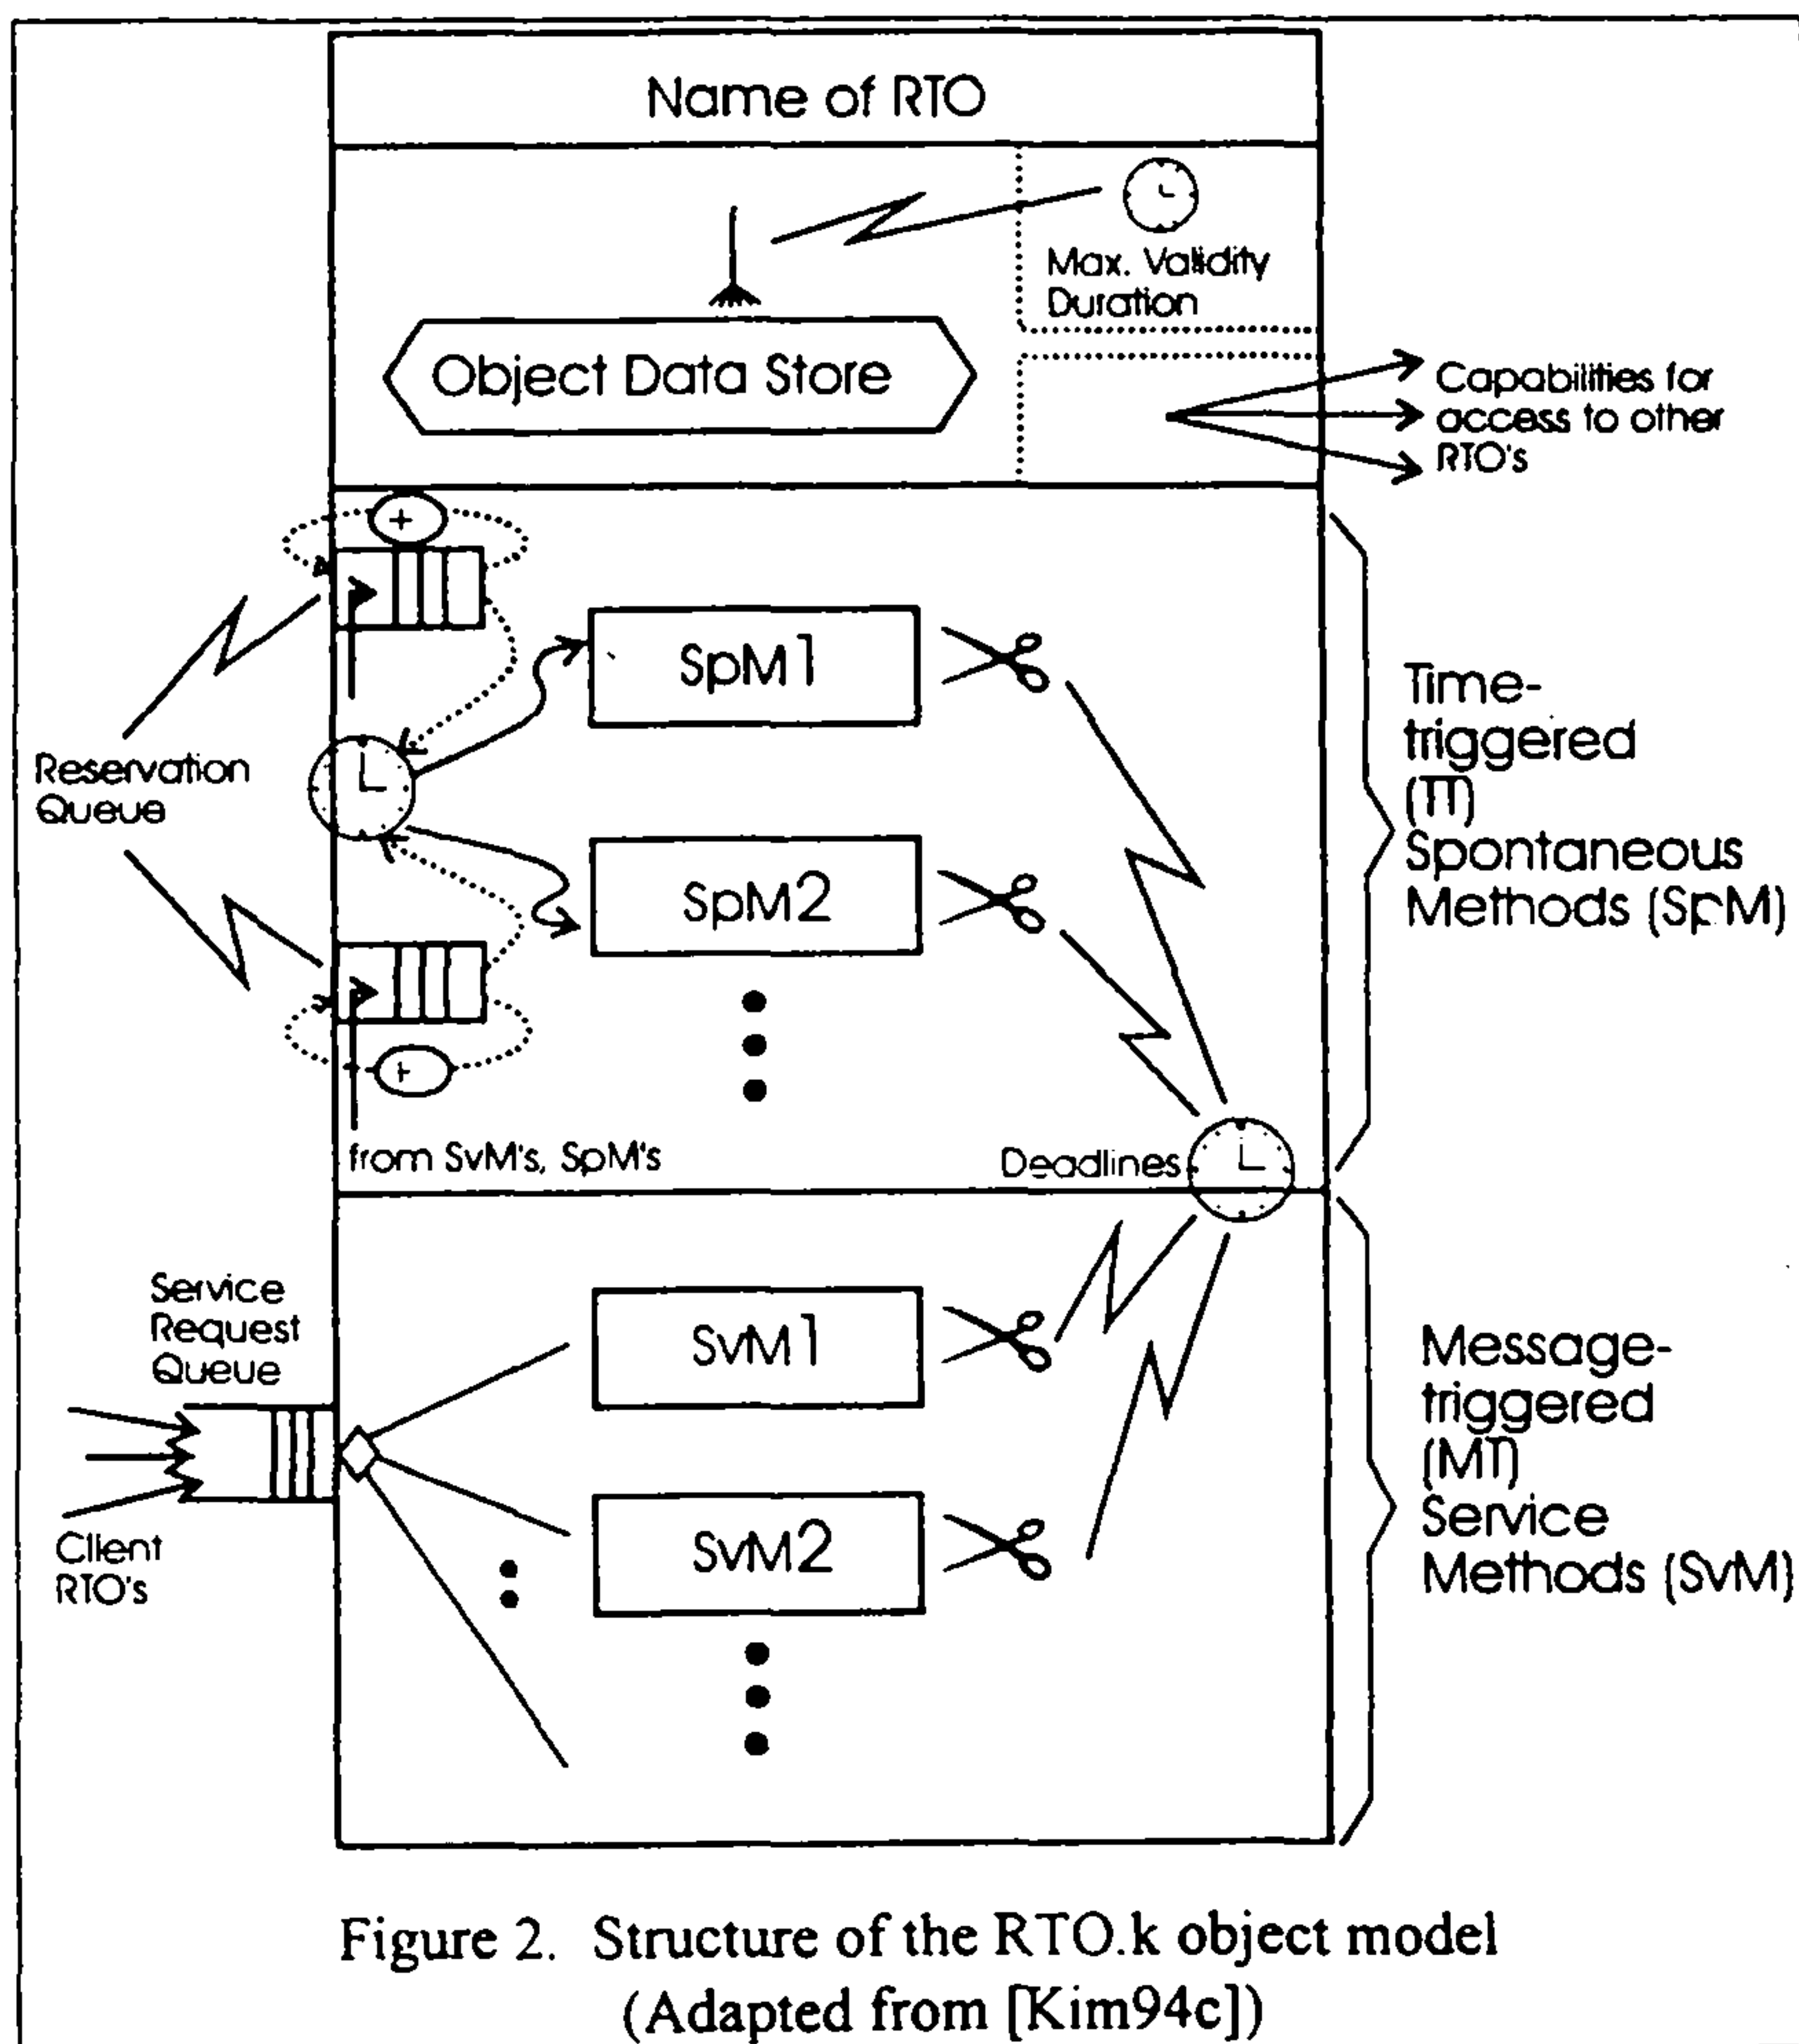 Name of RTO
Max. Validity
Duration
Object Data Store
Capabilities for
access to other
RTO's
SpM1
Reservation
Queue
SpM2
Time-
triggered
(TT)
Spontaneous
Methods (SpM)
from SvM's, SpM's
Deadlines
Service
Request
Queue
SvM1
Client
RTO's
SvM2
Message-
triggered
(MT)
Service
Methods (SvM)
Figure 2. Structure of the RTO.k object model
(Adapted from [Kim94c])